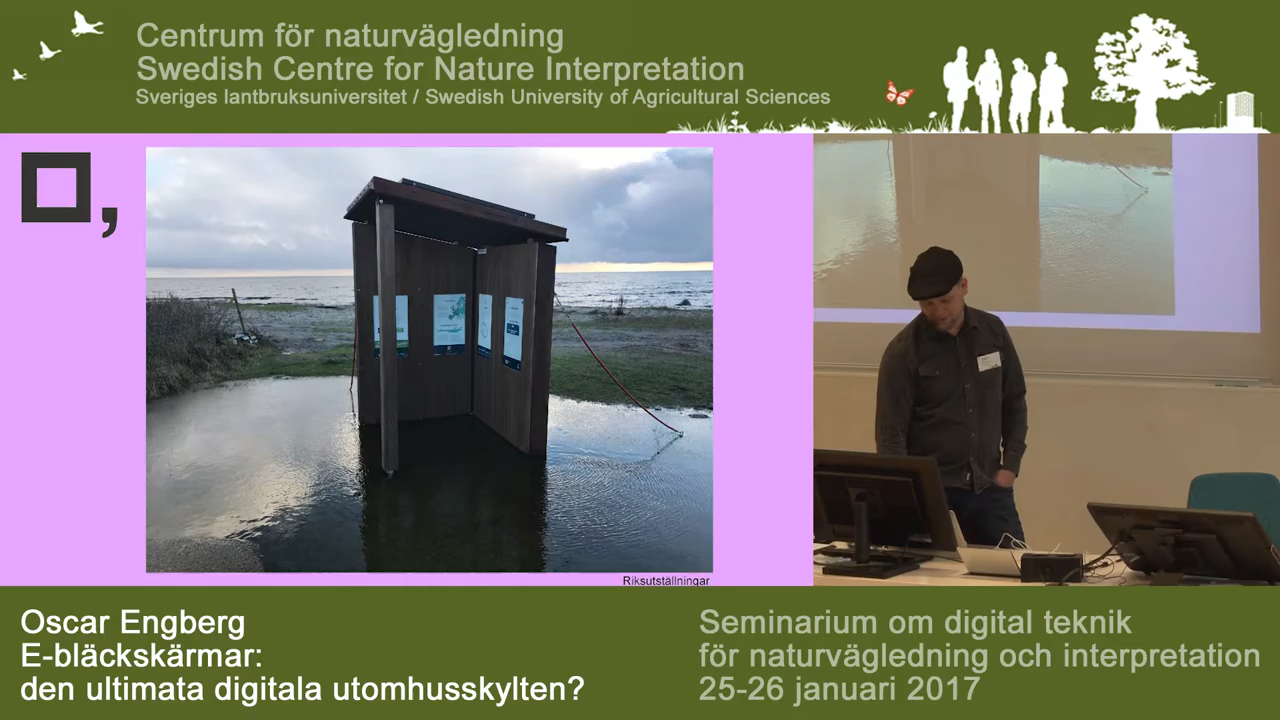 Centrum för naturvägledning
Swedish Centre for Nature Interpretation
Sveriges lantbruksuniversitet / Swedish University of Agricultural Sciences
Riksutställningar
Oscar Engberg
E-bläckskärmar:
den ultimata digitala utomhusskylten?
Seminarium om digital teknik
för naturvägledning och interpretation
25-26 januari 2017